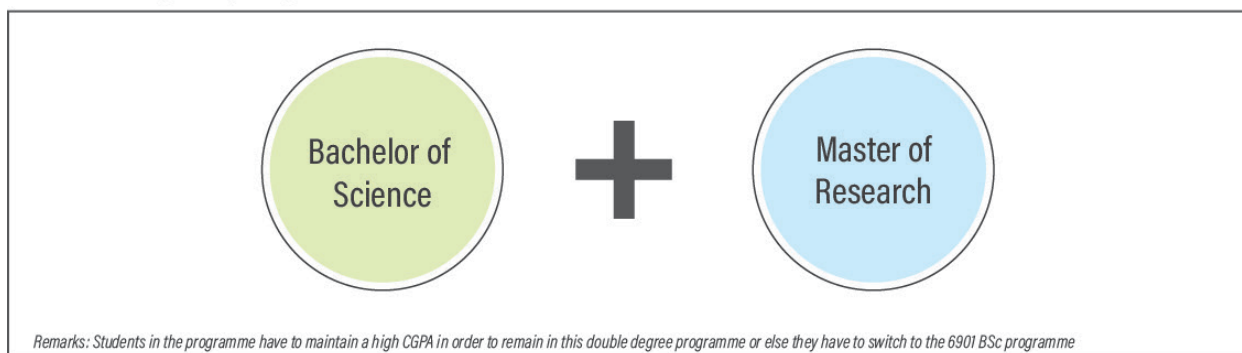 Bachelor of
Science
Master of
Research
Remarks: Students in the programme have to maintain a high CGPA in order to remain in this double degree programme or else they have to switch to the 6901 BSc programme